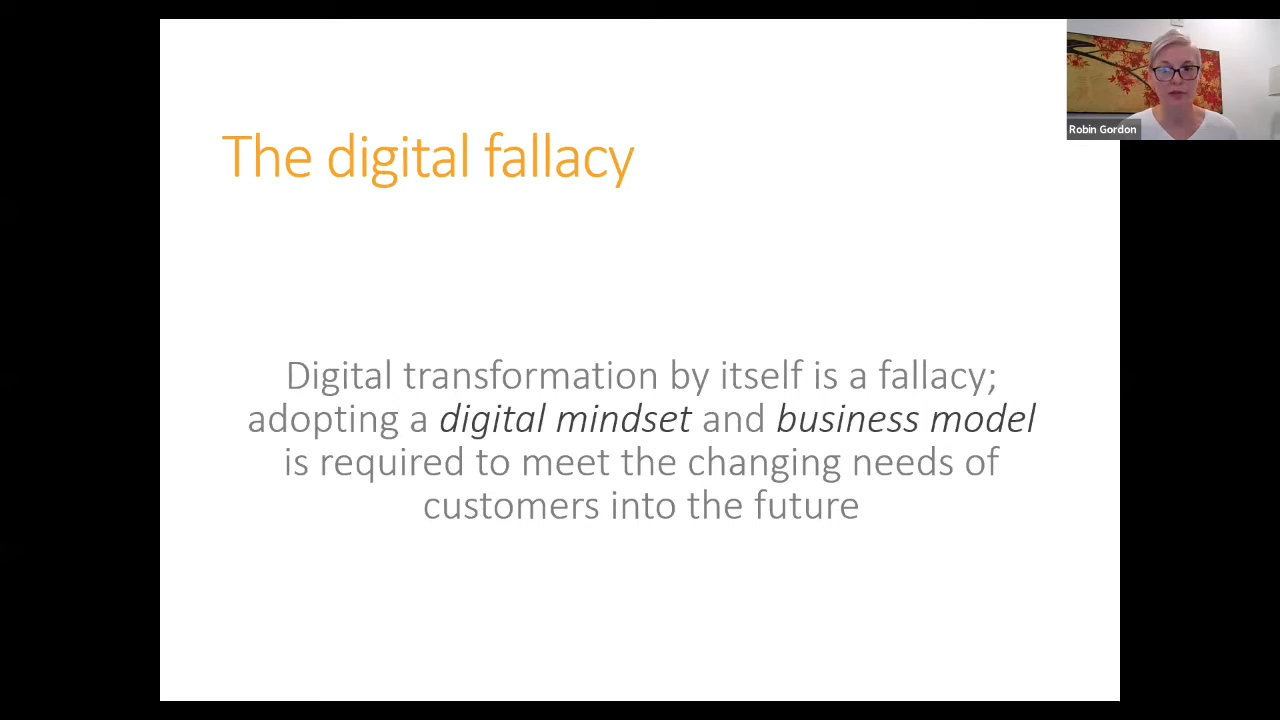 The digital fallacy
Robin Gordon
Digital transformation by itself is a fallacy;
adopting a digital mindset and business model
is required to meet the changing needs of
customers into the future